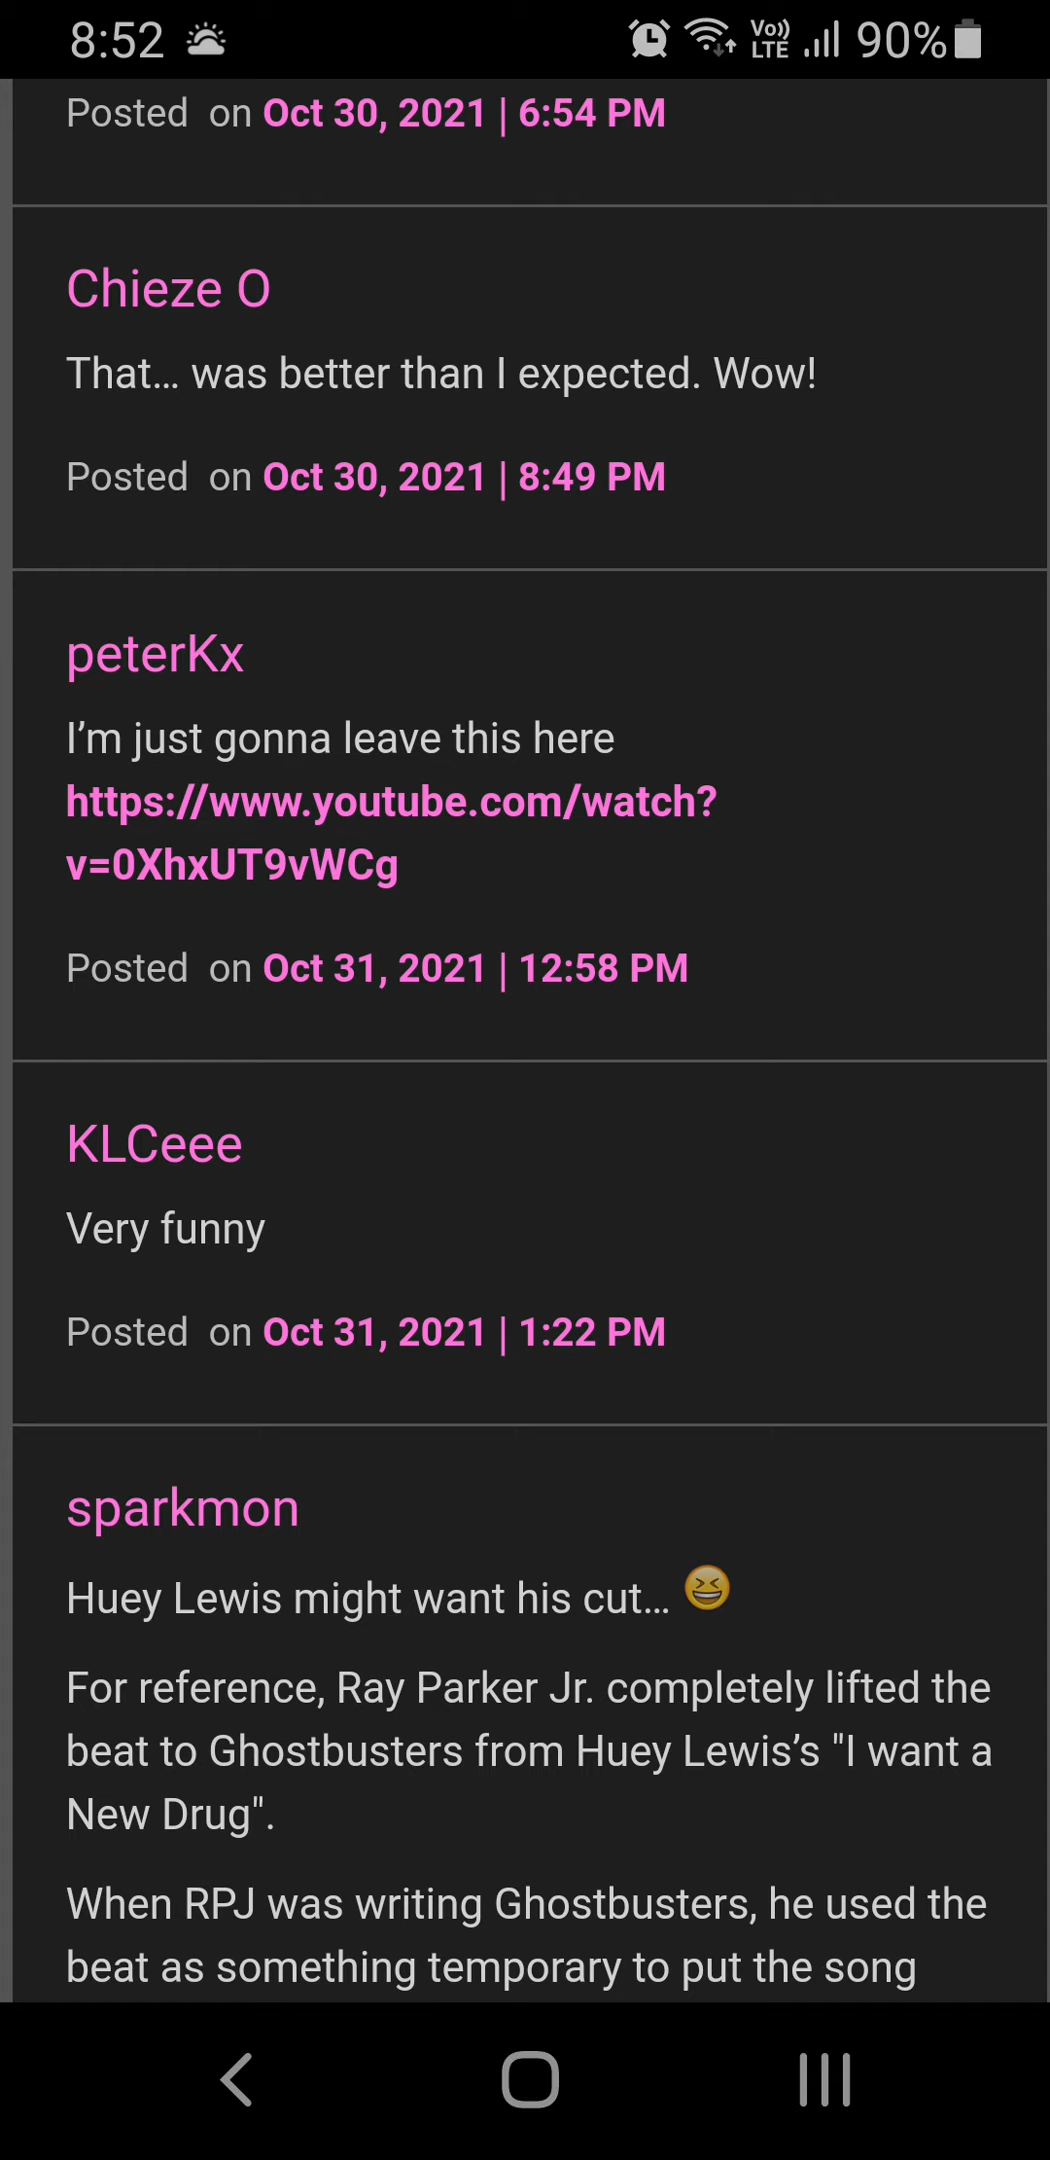 8:52 Vo)) LTE 90%
Posted on Oct 30, 2021 | 6:54 PM
Chieze O
That… was better than I expected. Wow!
Posted on Oct 30, 2021 | 8:49 PM
peterKx
I’m just gonna leave this here
https://www.youtube.com/watch?
v=0XhxUT9vWCg
Posted on Oct 31, 2021 | 12:58 PM
KLCeee
Very funny
Posted on Oct 31, 2021 | 1:22 PM
sparkmon
Huey Lewis might want his cut… 😆
For reference, Ray Parker Jr. completely lifted the
beat to Ghostbusters from Huey Lewis’s "I want a
New Drug".
When RPJ was writing Ghostbusters, he used the
beat as something temporary to put the song